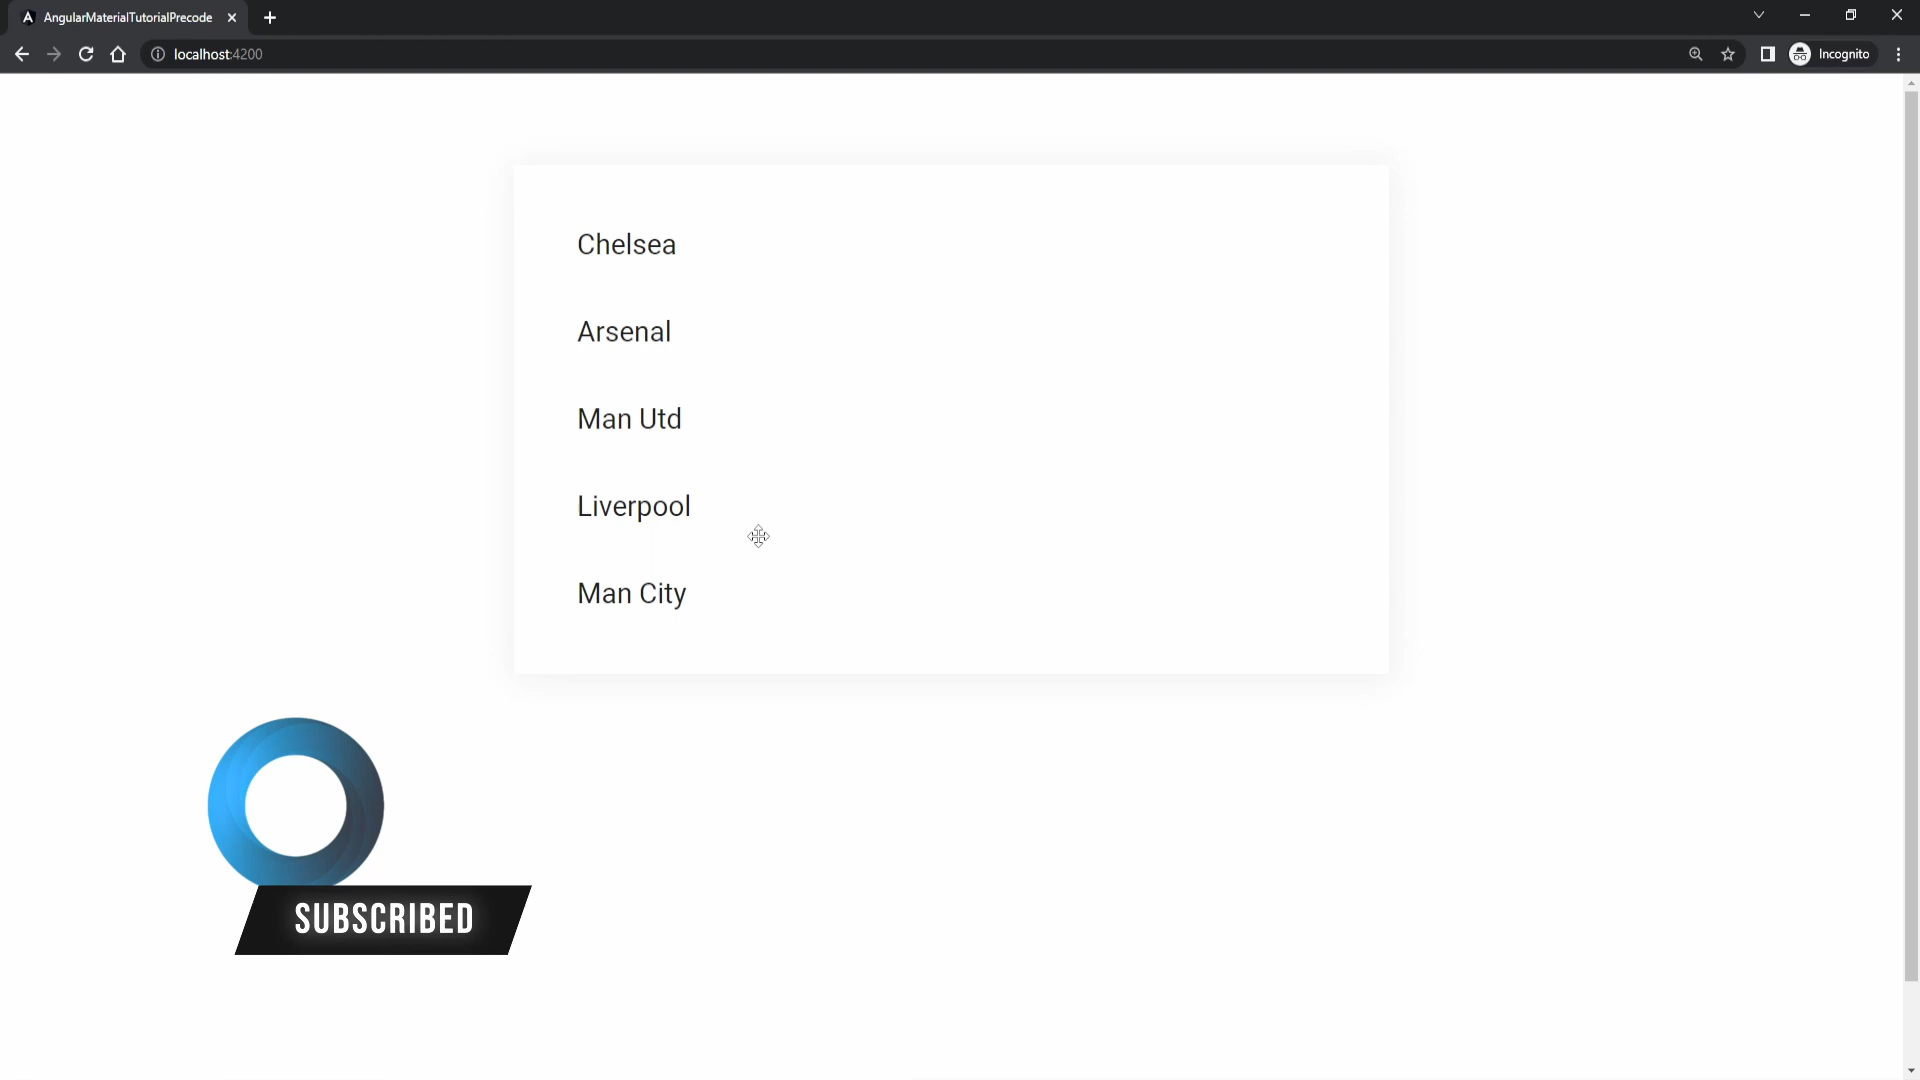 AngularMaterialTutorialPrecode
localhost:4200
Incognito
Chelsea
Arsenal
Man Utd
Liverpool
Man City
SUBSCRIBED